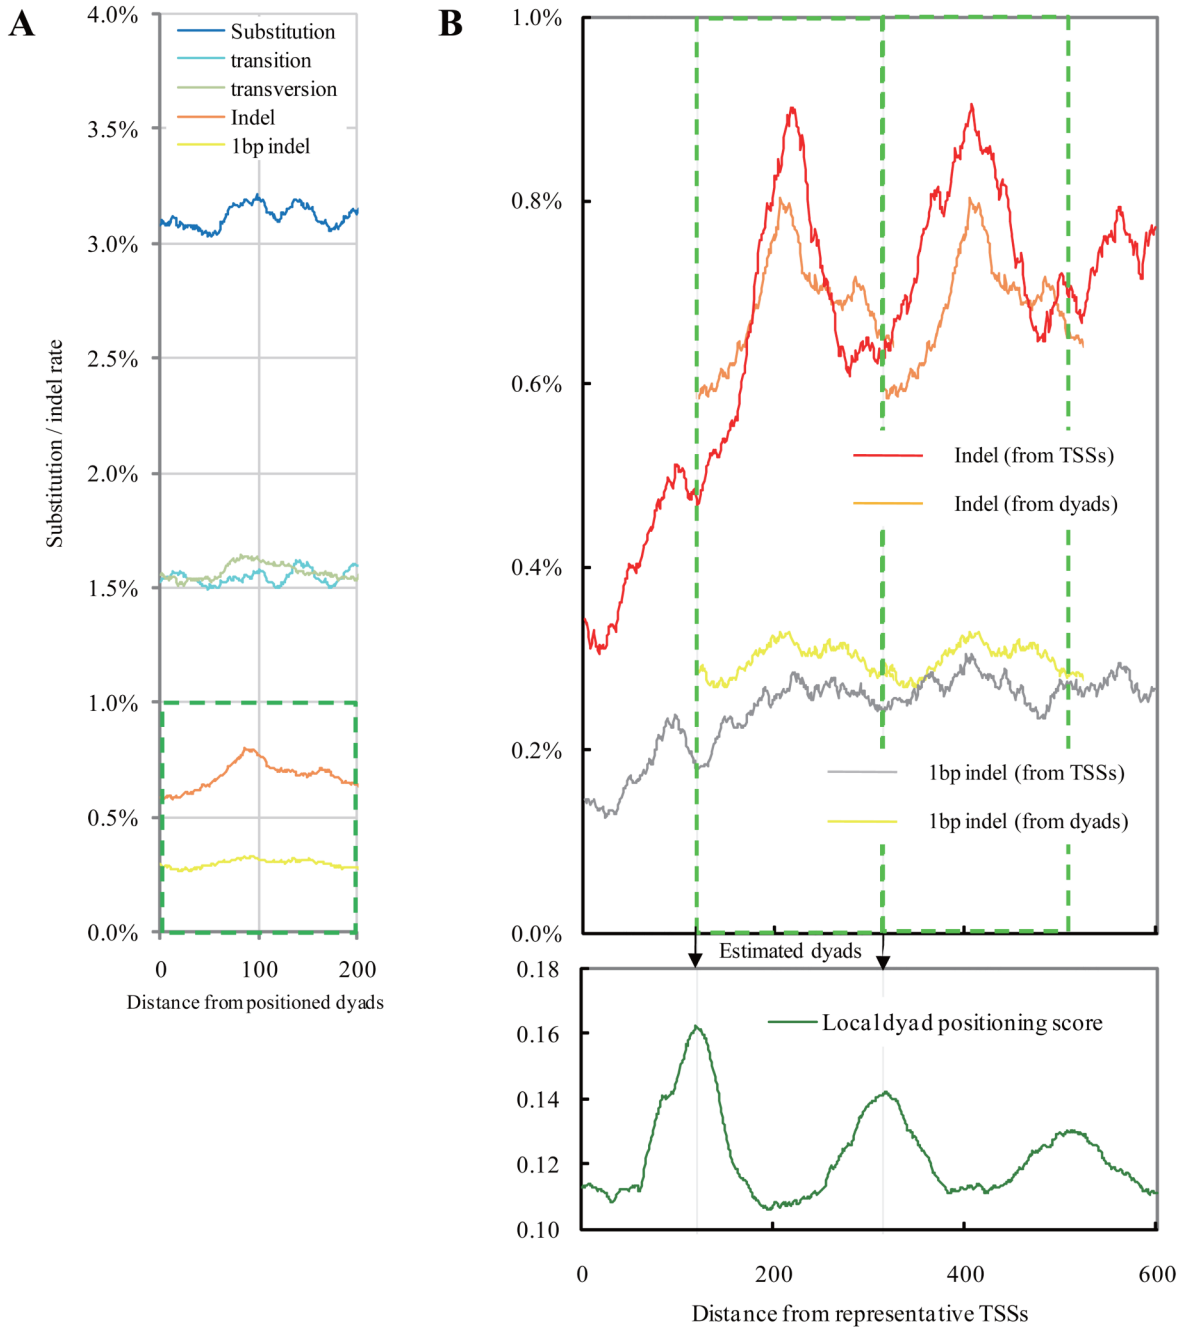 A
4.0%
Substitution
transition
transversion
Indel
1bp indel
3.5%
3.0%
2.5%
2.0%
1.5%
1.0%
0.5%
0.0%
Substitution / indel rate
0 100 200
Distance from positioned dyads
B
1.0%
0.8%
0.6%
Indel (from TSSs)
Indel (from dyads)
0.4%
0.2%
1bp indel (from TSSs)
1bp indel (from dyads)
0.0%
Estimated dyads
0.18
Local dyad positioning score
0.16
0.14
0.12
0.10
0 200 400 600
Distance from representative TSSs